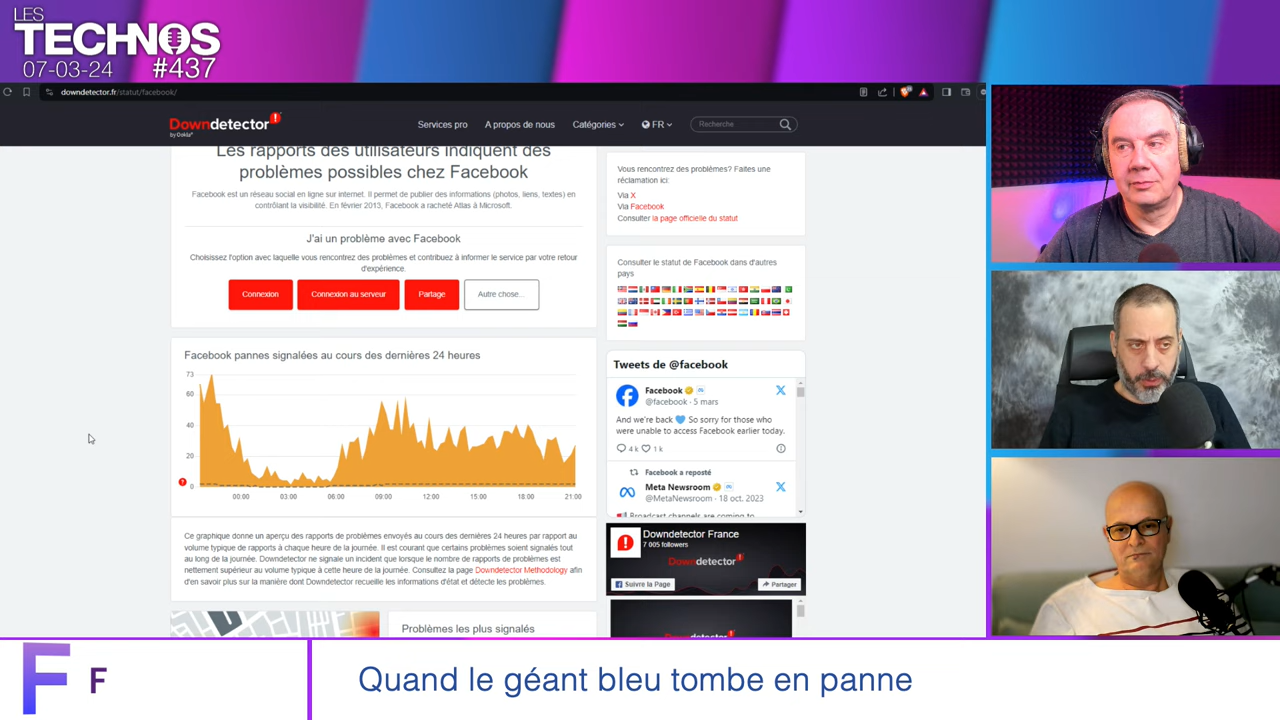 LES
TECHNOS
07-03-24 #437
downdetector.fr/statut/facebook/
Downdetector
by Ookla
Services pro
A propos de nous
Catégories
FR
Recherche
Les rapports des utilisateurs indiquent des
problèmes possibles chez Facebook
Facebook est un réseau social en ligne sur internet. Il permet de publier des informations (photos, liens, textes) en
contrôlant la visibilité. En février 2013, Facebook a racheté Atlas à Microsoft.
J'ai un problème avec Facebook
Choisissez l'option avec laquelle vous rencontrez des problèmes et contribuez à informer le service par votre retour
d'expérience.
Connexion
Connexion au serveur
Partage
Autre chose...
Facebook pannes signalées au cours des dernières 24 heures
73
60
40
20
0
00:00 03:00 06:00 09:00 12:00 15:00 18:00 21:00
Ce graphique donne un aperçu des rapports de problèmes envoyés au cours des dernières 24 heures par rapport au
volume typique de rapports à chaque heure de la journée. Il est courant que certains problèmes soient signalés tout
au long de la journée. Downdetector ne signale un incident que lorsque le nombre de rapports de problèmes est
nettement supérieur au volume typique à cette heure de la journée. Consultez la page Downdetector Methodology afin
d'en savoir plus sur la manière dont Downdetector recueille les informations d'état et détecte les problèmes.
Problèmes les plus signalés
Vous rencontrez des problèmes? Faites une
réclamation ici:
Via X
Via Facebook
Consulter la page officielle du statut
Consulter le statut de Facebook dans d'autres
pays
Tweets de @facebook
Facebook
@facebook · 5 mars
And we're back 💙 So sorry for those who
were unable to access Facebook earlier today.
4 k 1 k
Facebook a reposté
Meta Newsroom
@MetaNewsroom · 18 oct. 2023
Broadcast channels are coming to
Downdetector France
7 005 followers
Downdetector
Suivre la Page
Partager
Downdetector
F
F
Quand le géant bleu tombe en panne